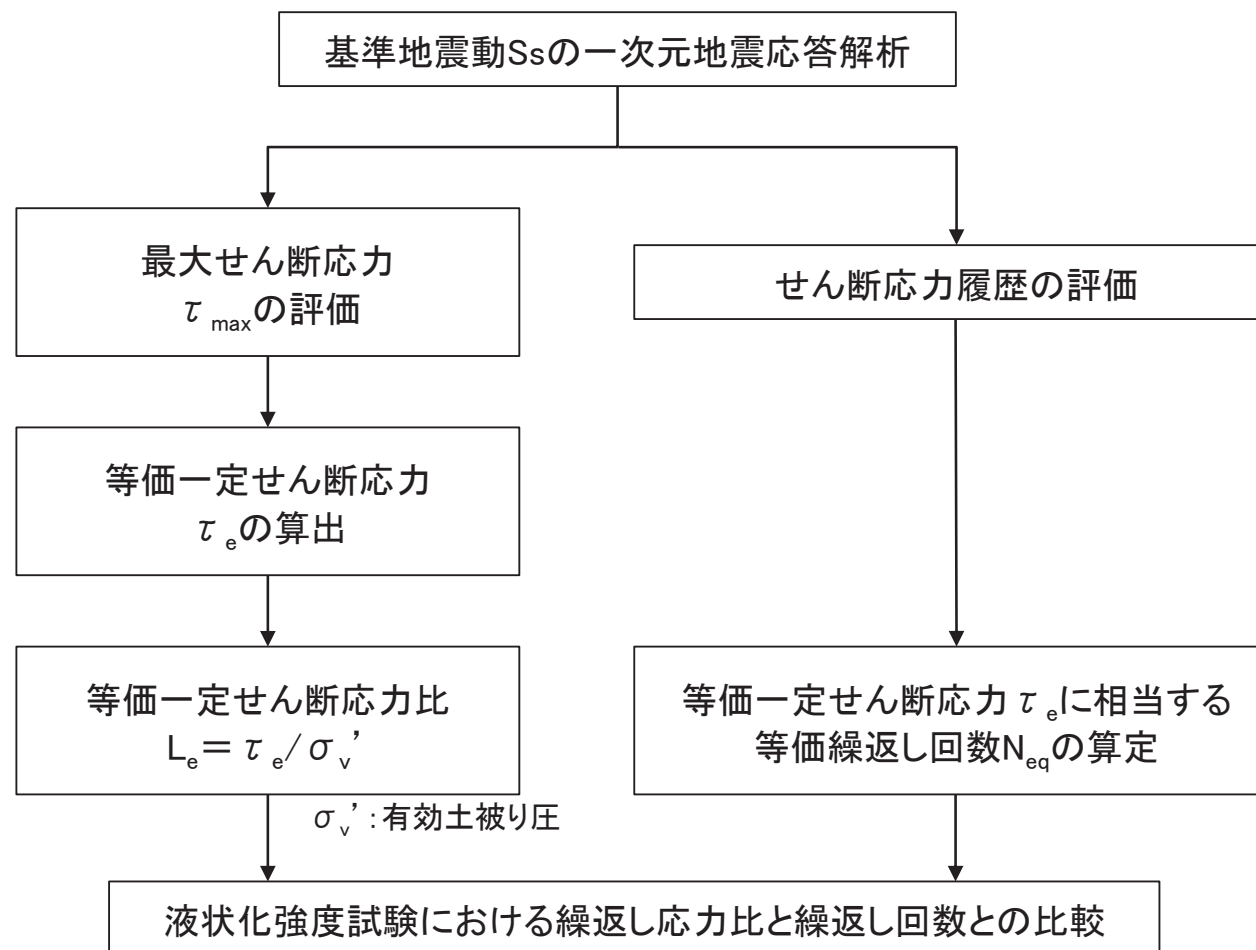 基準地震動Ssの一次元地震応答解析
最大せん断応力
τmaxの評価
せん断応力履歴の評価
等価一定せん断応力
τeの算出
等価一定せん断応力比
Le＝τe/σv’
σv’：有効土被り圧
等価一定せん断応力τeに相当する
等価繰返し回数Neqの算定
液状化強度試験における繰返し応力比と繰返し回数との比較